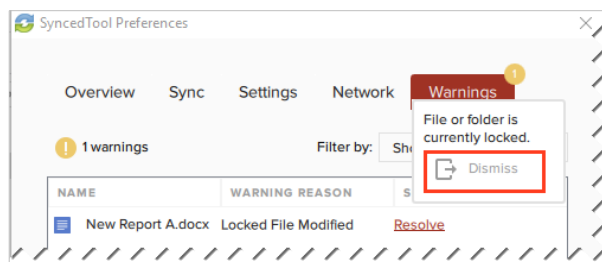 SyncedTool Preferences
1
Overview Sync Settings Network Warnings
File or folder is
currently locked.
Dismiss
1 warnings
Filter by: Sh
NAME WARNING REASON S
New Report A.docx Locked File Modified Resolve